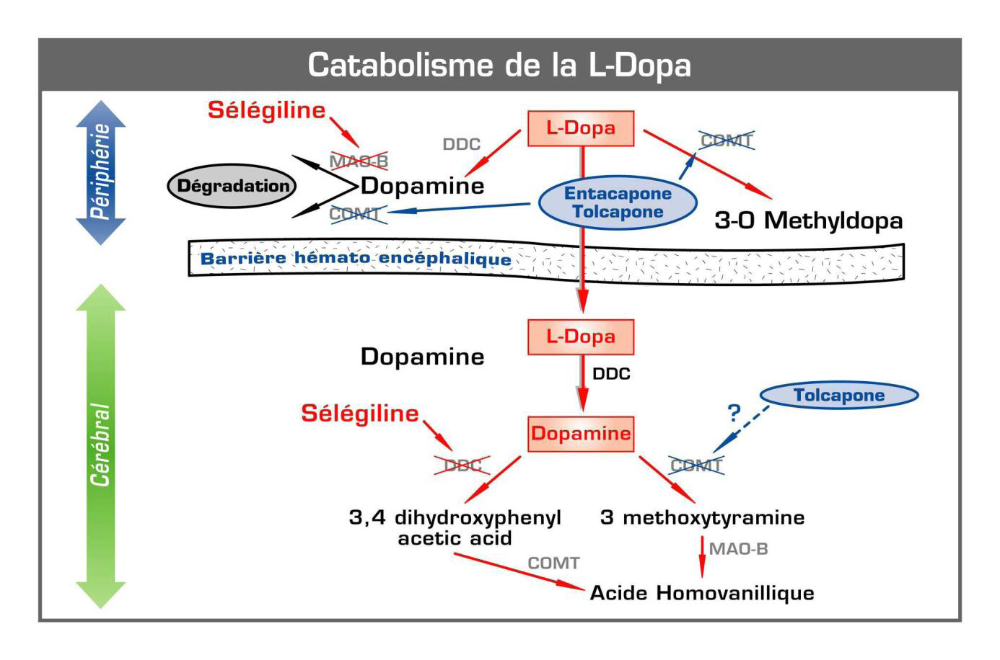 Catabolisme de la L-Dopa
Périphérie
Sélégiline
L-Dopa
DDC
COMT
MAO-B
Dégradation
Dopamine
COMT
Entacapone
Tolcapone
3-O Methyldopa
Barrière hémato encéphalique
Cérébral
L-Dopa
Dopamine
DDC
Tolcapone
?
Sélégiline
Dopamine
DDC
COMT
3,4 dihydroxyphenyl
acetic acid
3 methoxytyramine
MAO-B
COMT
Acide Homovanillique